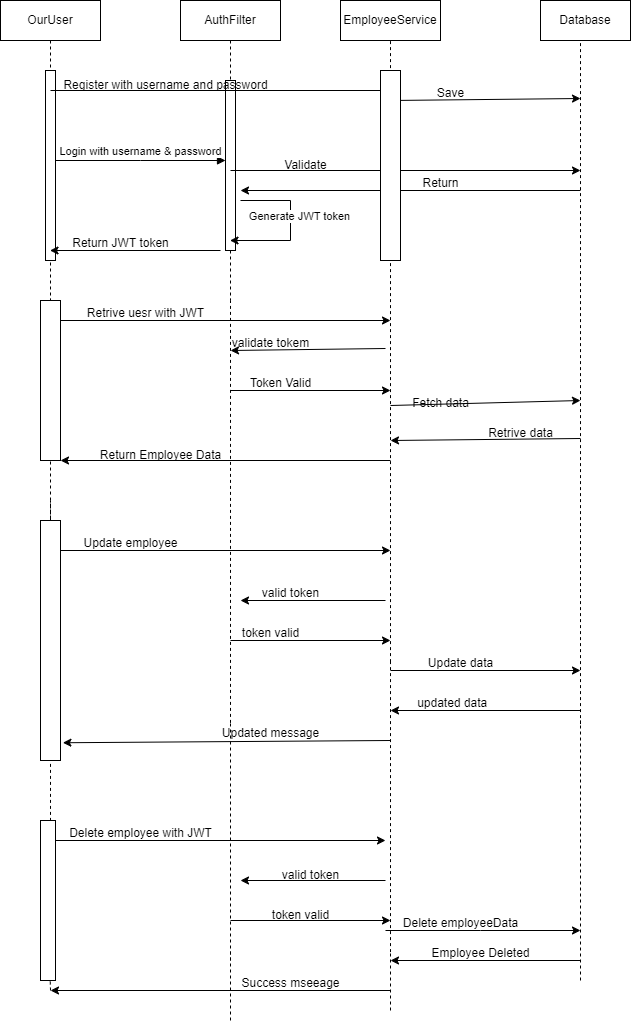 OurUser
AuthFilter
EmployeeService
Database
Register with username and password
Save
Login with username & password
Validate
Return
Generate JWT token
Return JWT token
Retrive uesr with JWT
validate tokem
Token Valid
Fetch data
Retrive data
Return Employee Data
Update employee
valid token
token valid
Update data
updated data
Updated message
Delete employee with JWT
valid token
token valid
Delete employeeData
Employee Deleted
Success mseeage